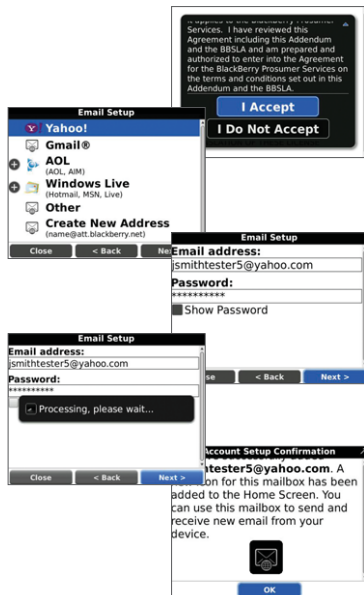 it applies to the BlackBerry Prosumer
Services. I have reviewed this
Agreement including this Addendum
and the BBSLA and am prepared and
authorized to enter into the Agreement
for the BlackBerry Prosumer Services on
the terms and conditions set out in this
Addendum and the BBSLA.
I Accept
I Do Not Accept
Email Setup
Yahoo!
Gmail®
AOL
(AOL, AIM)
Windows Live
(Hotmail, MSN, Live)
Other
Create New Address
(name@att.blackberry.net)
Close
< Back
Email Setup
Email address:
jsmithtester5@yahoo.com
Password:
**********
Show Password
< Back
Next >
Email Setup
Email address:
jsmithtester5@yahoo.com
Password:
**********
Processing, please wait...
Close
< Back
Next >
Account Setup Confirmation
tester5@yahoo.com. A
icon for this mailbox has been
added to the Home Screen. You
can use this mailbox to send and
receive new email from your
device.
OK